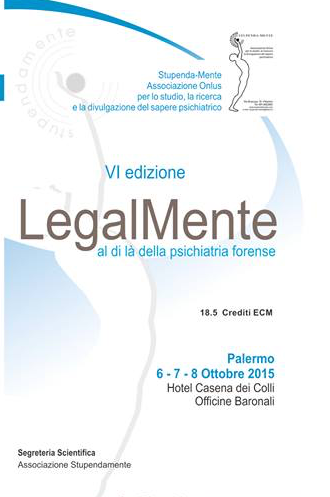 Stupenda-Mente
Associazione Onlus
per lo studio, la ricerca
e la divulgazione del sapere psichiatrico
STUPENDA-MENTE
stupendamente
VI edizione
LegalMente
al di là della psichiatria forense
18.5 Crediti ECM
Palermo
6 - 7 - 8 Ottobre 2015
Hotel Casena dei Colli
Officine Baronali
Segreteria Scientifica
Associazione Stupendamente